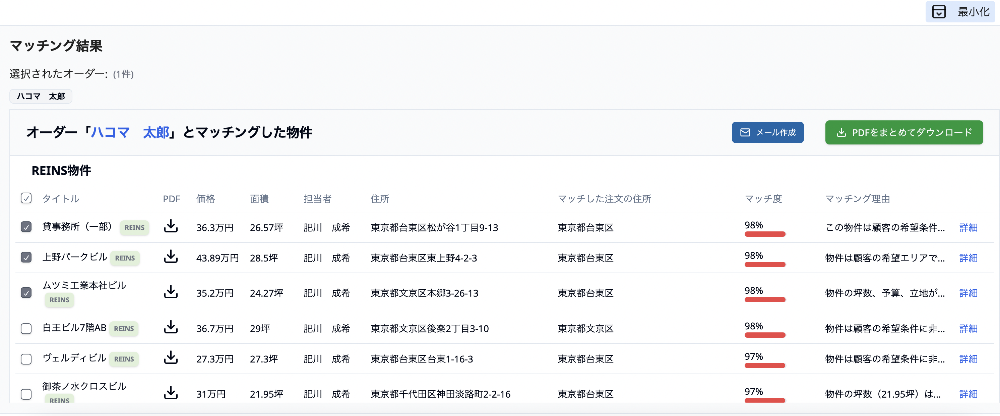 最小化
マッチング結果
選択されたオーダー: (1件)
ハコマ　太郎
オーダー「ハコマ　太郎」とマッチングした物件
メール作成
PDFをまとめてダウンロード
REINS物件
タイトル PDF 価格 面積 担当者 住所 マッチした注文の住所 マッチ度 マッチング理由
貸事務所（一部） REINS 36.3万円 26.57坪 肥川　成希 東京都台東区松が谷1丁目9-13 東京都台東区 98% この物件は顧客の希望条件... 詳細
上野パークビル REINS 43.89万円 28.5坪 肥川　成希 東京都台東区東上野4-2-3 東京都台東区 98% 物件は顧客の希望エリアで... 詳細
ムツミ工業本社ビル REINS 35.2万円 24.27坪 肥川　成希 東京都文京区本郷3-26-13 東京都台東区 98% 物件の坪数、予算、立地が... 詳細
白王ビル7階AB REINS 36.7万円 29坪 肥川　成希 東京都文京区後楽2丁目3-10 東京都文京区 98% 物件は顧客の希望条件に非... 詳細
ヴェルディビル REINS 27.3万円 27.3坪 肥川　成希 東京都台東区台東1-16-3 東京都台東区 97% 物件は顧客の希望条件に非... 詳細
御茶ノ水クロスビル REINS 31万円 21.95坪 肥川　成希 東京都千代田区神田淡路町2-2-16 東京都台東区 97% 物件の坪数（21.95坪）は... 詳細